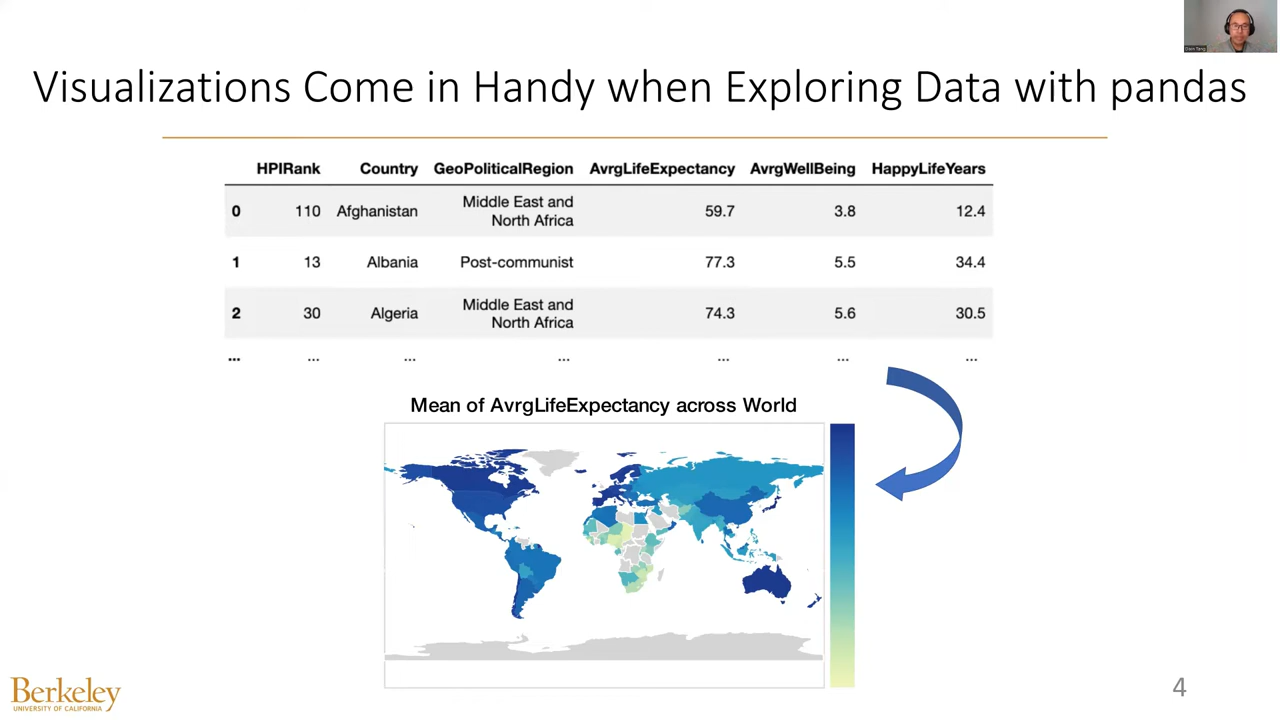 Visualizations Come in Handy when Exploring Data with pandas
HPIRank Country GeoPoliticalRegion AvrgLifeExpectancy AvrgWellBeing HappyLifeYears
0 110 Afghanistan Middle East and North Africa 59.7 3.8 12.4
1 13 Albania Post-communist 77.3 5.5 34.4
2 30 Algeria Middle East and North Africa 74.3 5.6 30.5
... ... ... ... ... ... ...
Mean of AvrgLifeExpectancy across World
Berkeley
UNIVERSITY OF CALIFORNIA
4